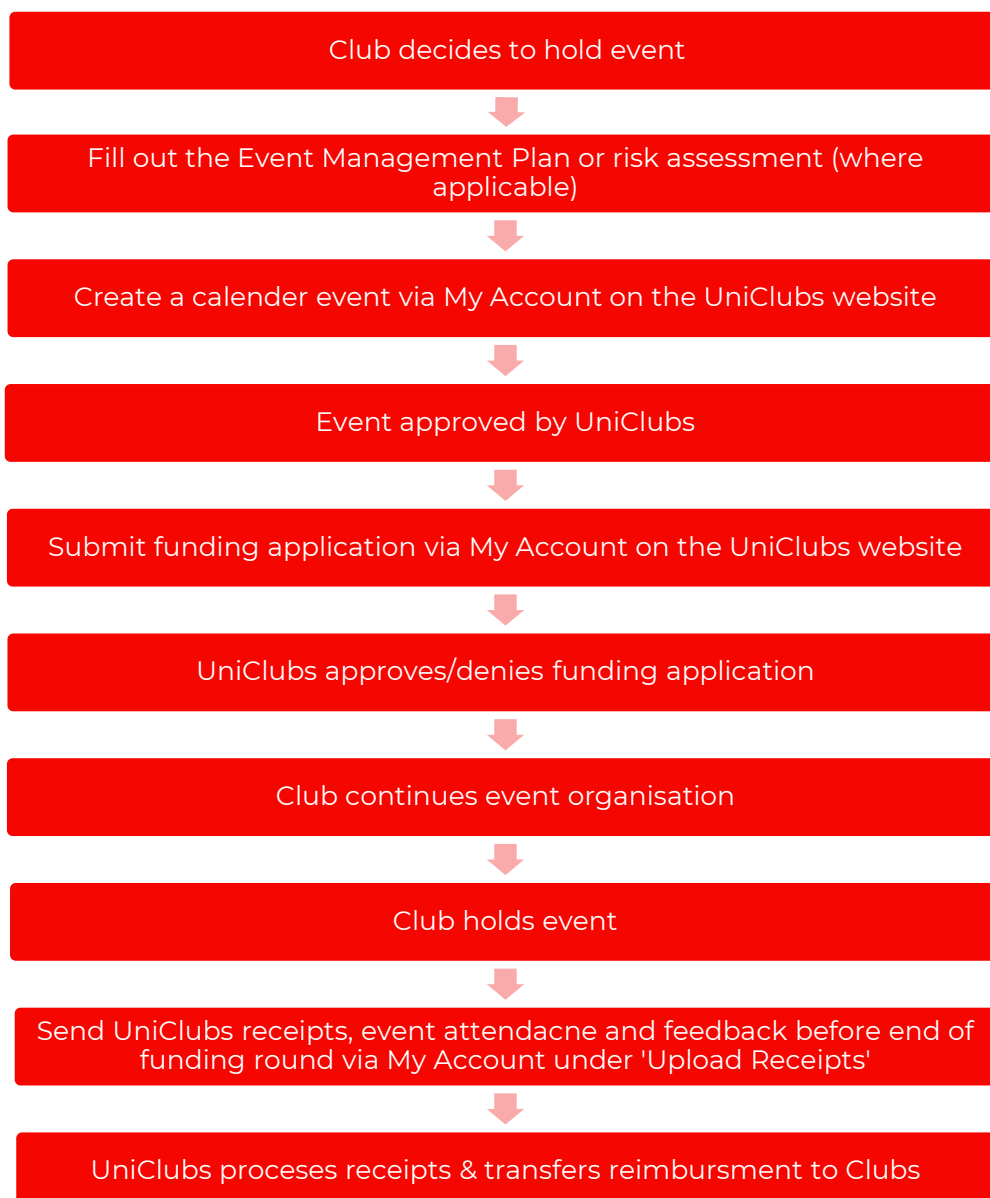 Club decides to hold event
Fill out the Event Management Plan or risk assessment (where
applicable)
Create a calender event via My Account on the UniClubs website
Event approved by UniClubs
Submit funding application via My Account on the UniClubs website
UniClubs approves/denies funding application
Club continues event organisation
Club holds event
Send UniClubs receipts, event attendacne and feedback before end of
funding round via My Account under 'Upload Receipts'
UniClubs proceses receipts & transfers reimbursment to Clubs